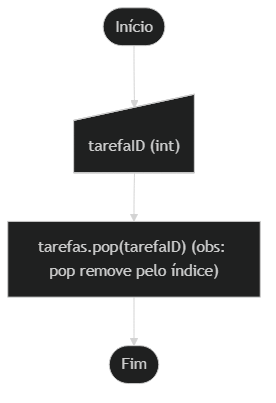 Início
tarefaID (int)
tarefas.pop(tarefaID) (obs:
pop remove pelo índice)
Fim